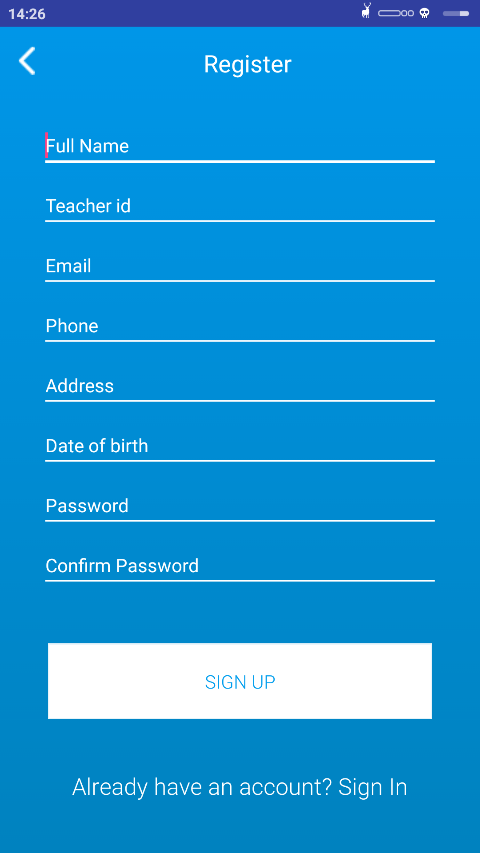 14:26
Register
Full Name
Teacher id
Email
Phone
Address
Date of birth
Password
Confirm Password
SIGN UP
Already have an account? Sign In